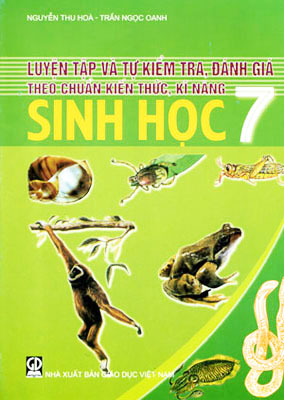 NGUYỄN THU HOÀ - TRẦN NGỌC OANH
LUYỆN TẬP VÀ TỰ KIỂM TRA, ĐÁNH GIÁ
THEO CHUẨN KIẾN THỨC, KĨ NĂNG
SINH HỌC 7
NHÀ XUẤT BẢN GIÁO DỤC VIỆT NAM